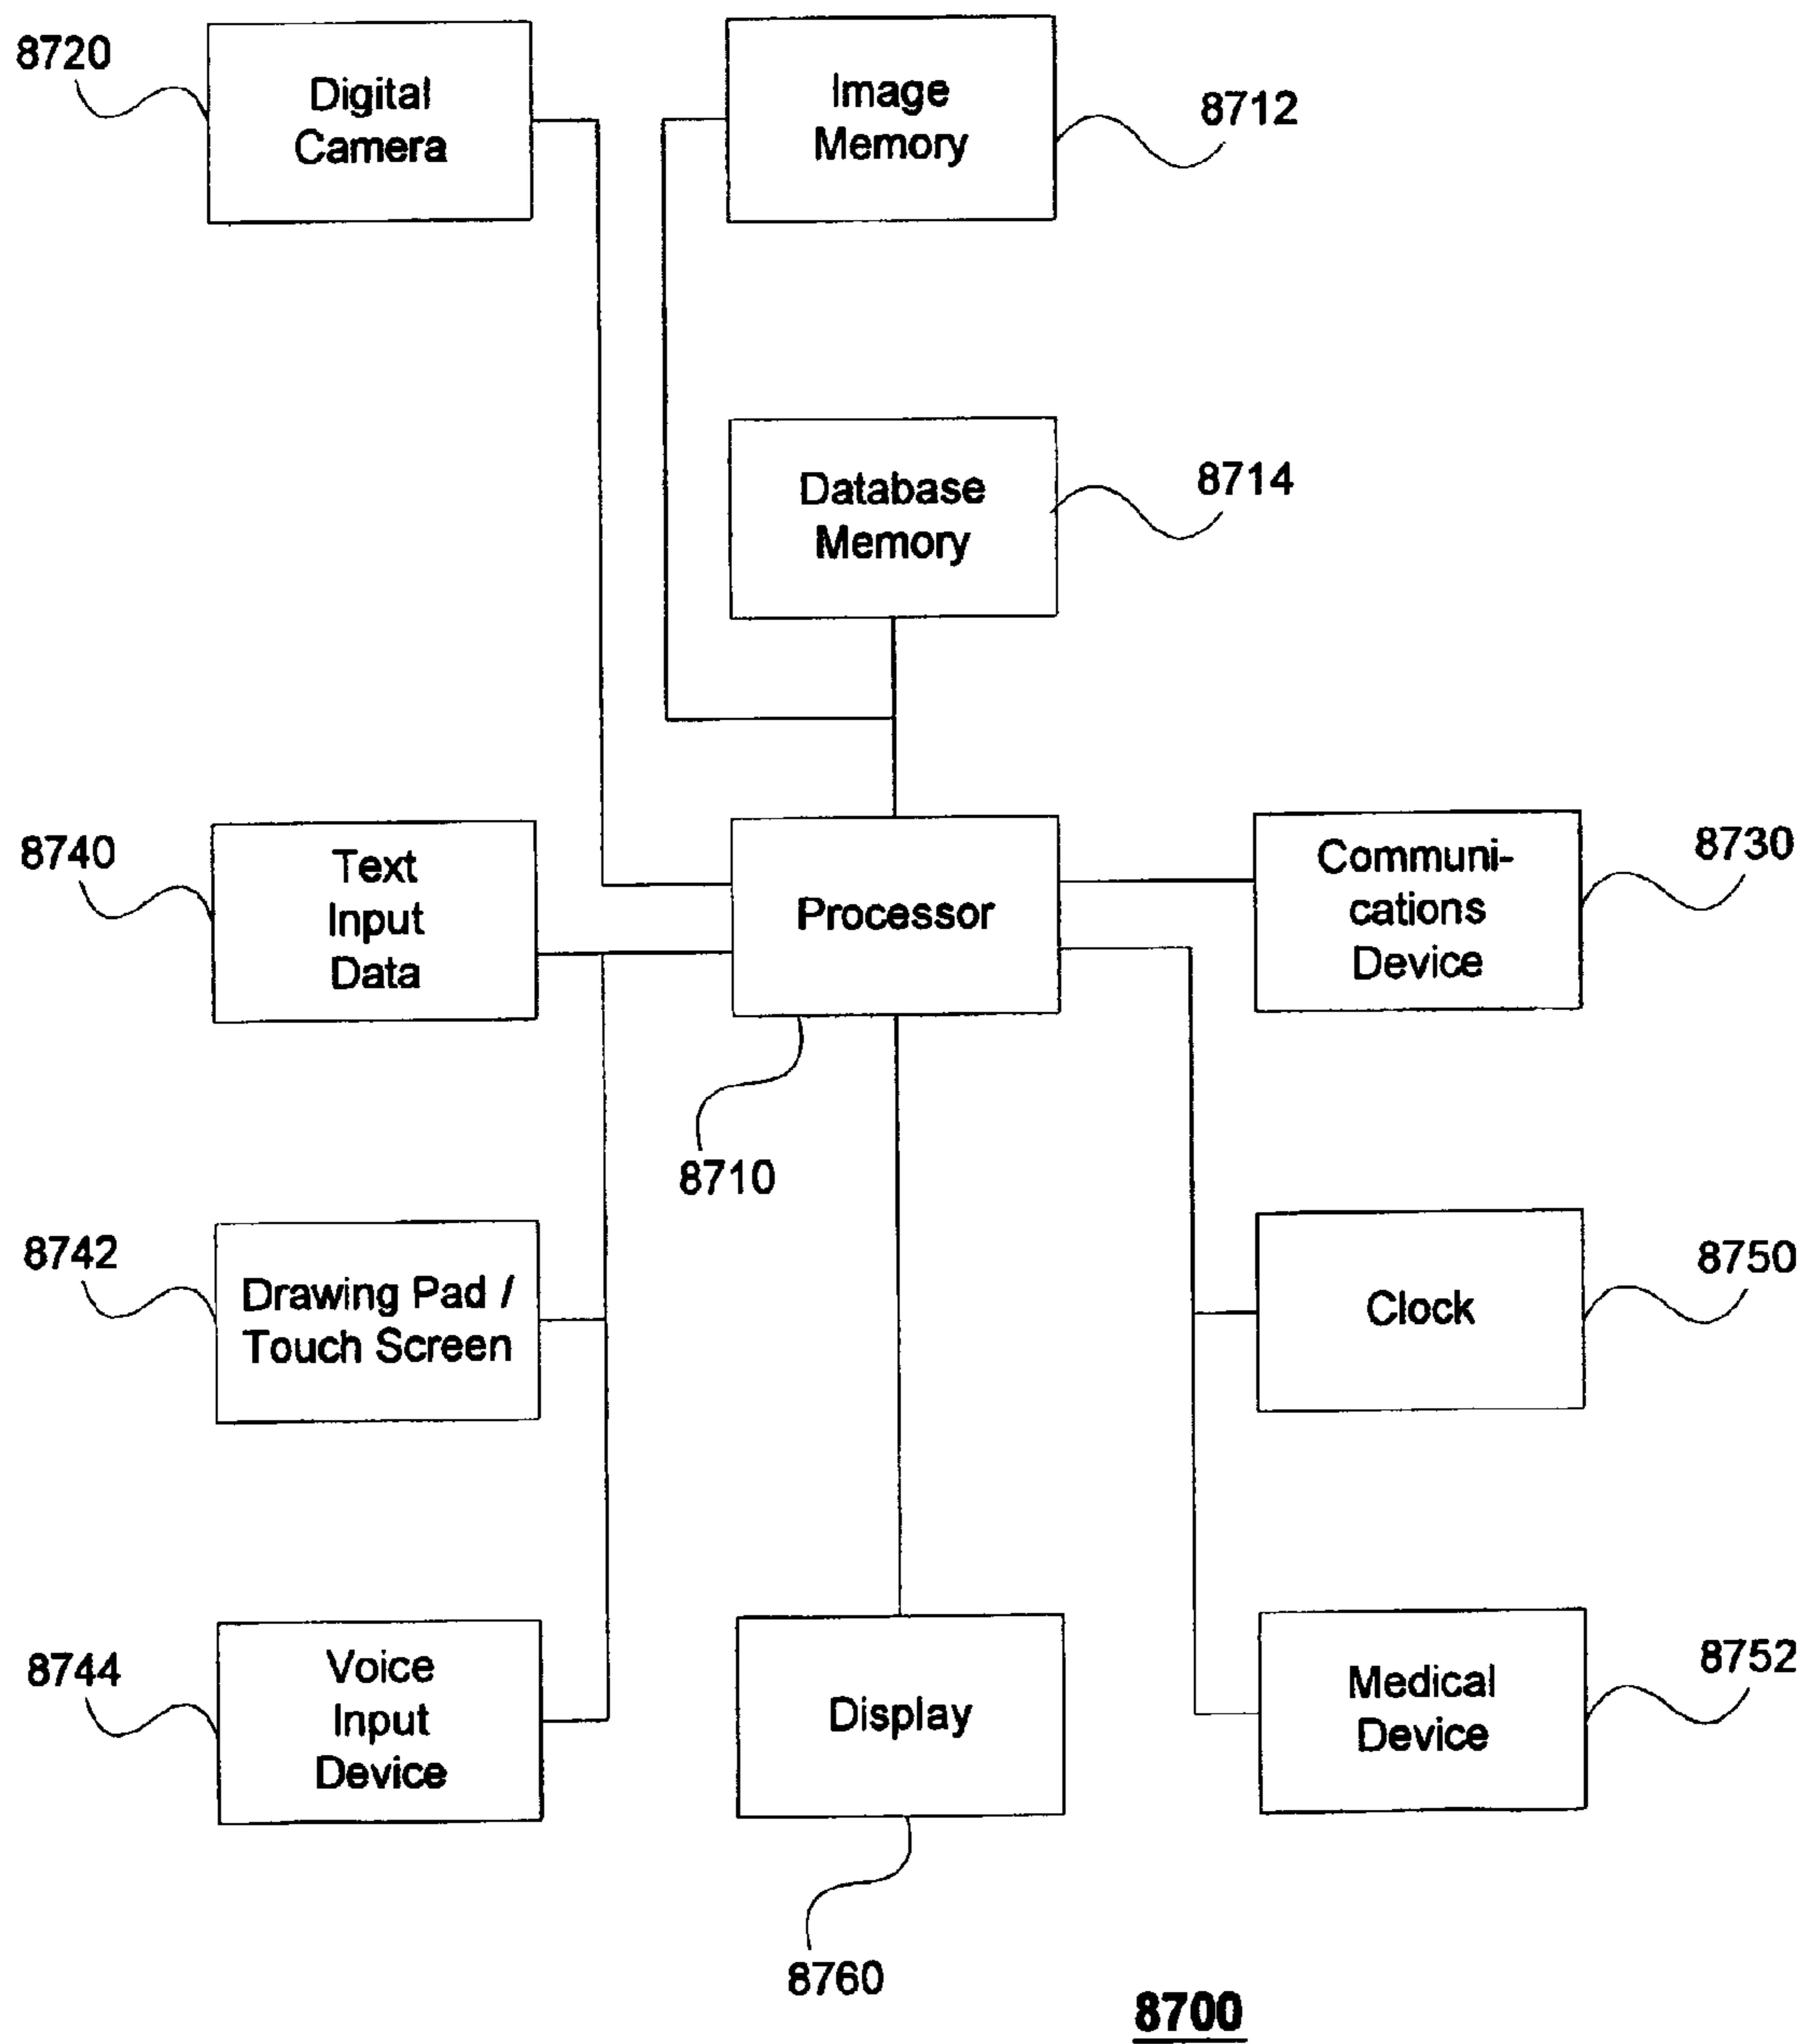 8720
Digital
Camera
Image
Memory
8712
Database
Memory
8714
8740
Text
Input
Data
Processor
8710
Communi-
cations
Device
8730
8742
Drawing Pad /
Touch Screen
Clock
8750
8744
Voice
Input
Device
Display
8760
Medical
Device
8752
8700